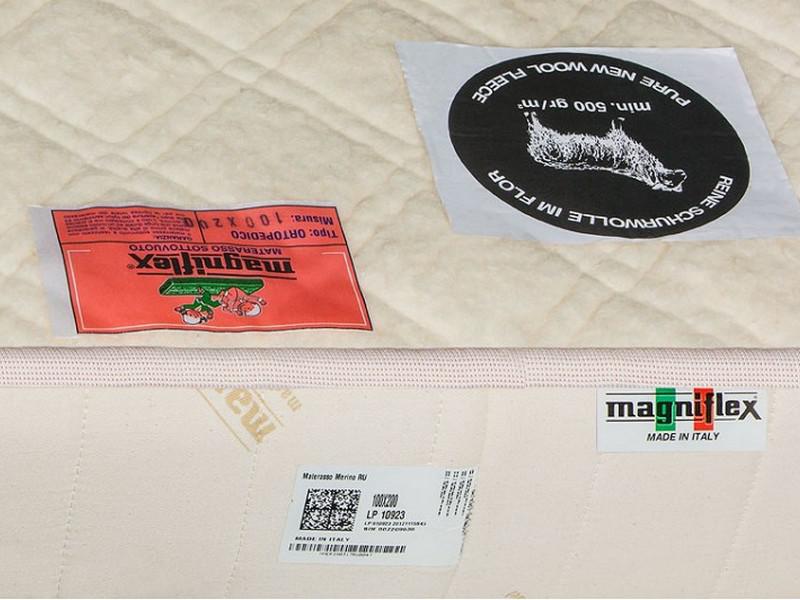 PURE NEW WOOL FLEECE
min. 500 gr/m²
REINE SCHURWOLLE IM FLOR
magniflex®
MATERASSO SOTTOVUOTO
Tipo: ORTOPEDICO
Misura: 100X200
GARANZIA
magniflex®
MADE IN ITALY
Materasso Merino RU
100X200
LP 10923
MADE IN ITALY